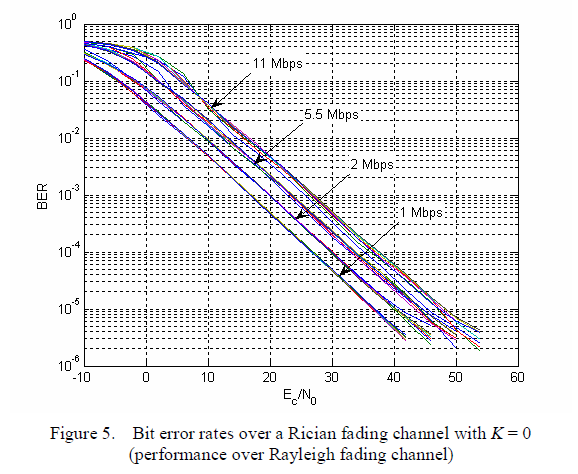 10^0
10^-1
10^-2
10^-3
10^-4
10^-5
10^-6
BER
11 Mbps
5.5 Mbps
2 Mbps
1 Mbps
-10 0 10 20 30 40 50 60
E_c/N_0
Figure 5. Bit error rates over a Rician fading channel with K = 0
(performance over Rayleigh fading channel)